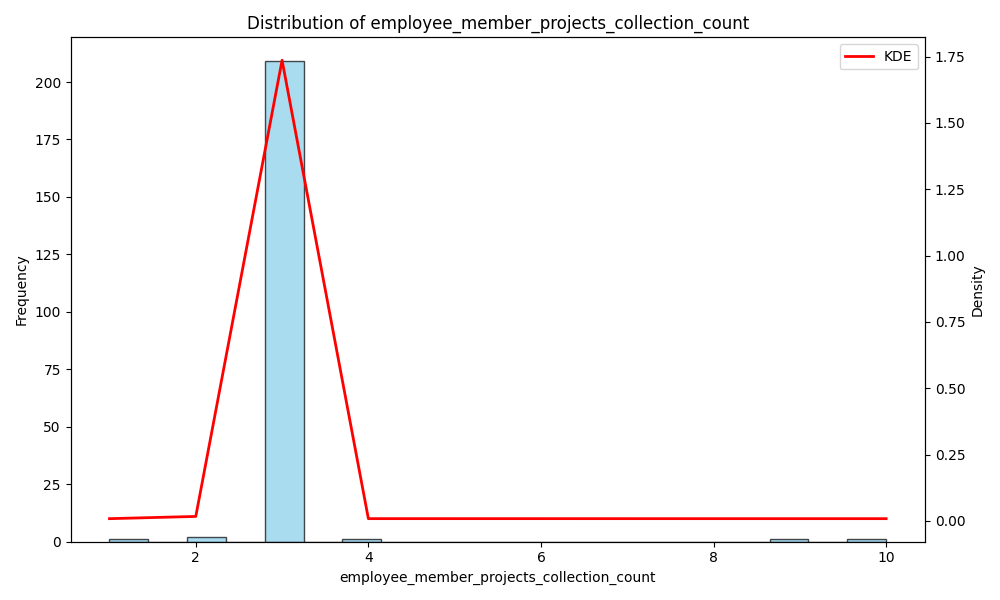 Distribution of employee_member_projects_collection_count
KDE
Frequency
200
175
150
125
100
75
50
25
0
1.75
1.50
1.25
1.00
0.75
0.50
0.25
0.00
Density
2 4 6 8 10
employee_member_projects_collection_count